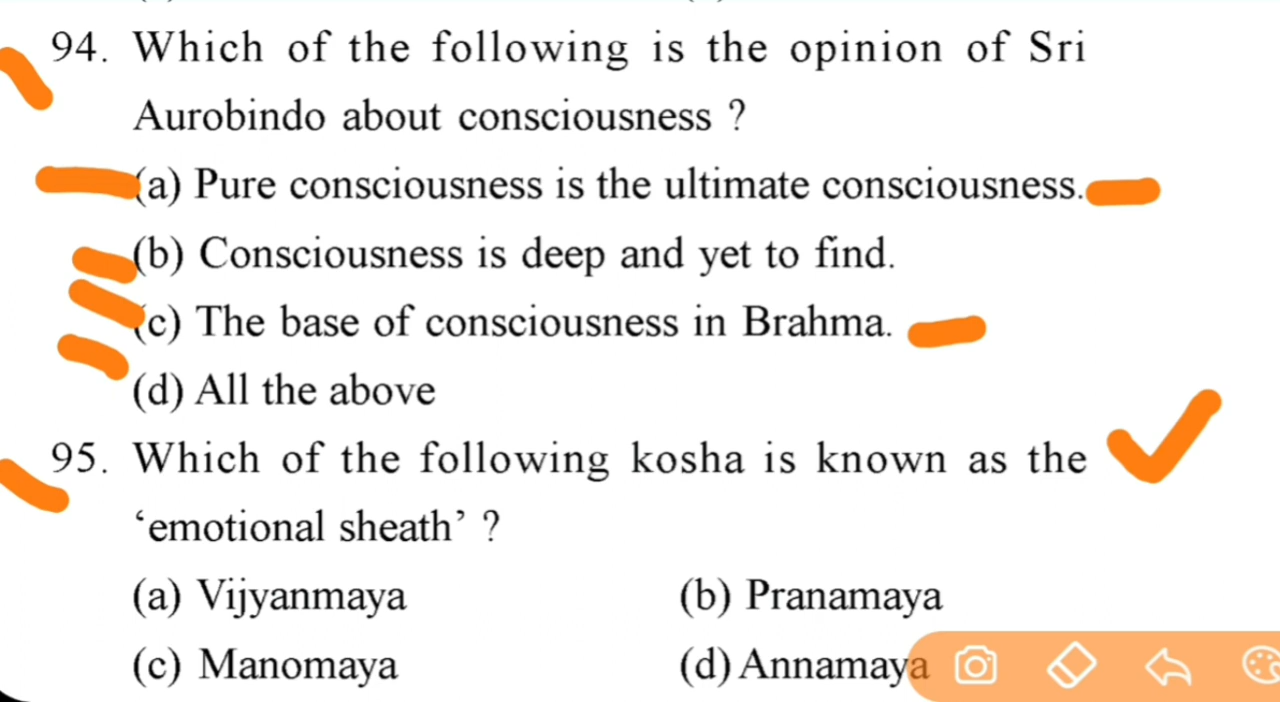 94. Which of the following is the opinion of Sri
Aurobindo about consciousness ?
(a) Pure consciousness is the ultimate consciousness.
(b) Consciousness is deep and yet to find.
(c) The base of consciousness in Brahma.
(d) All the above
95. Which of the following kosha is known as the
‘emotional sheath’ ?
(a) Vijyanmaya (b) Pranamaya
(c) Manomaya (d) Annamaya